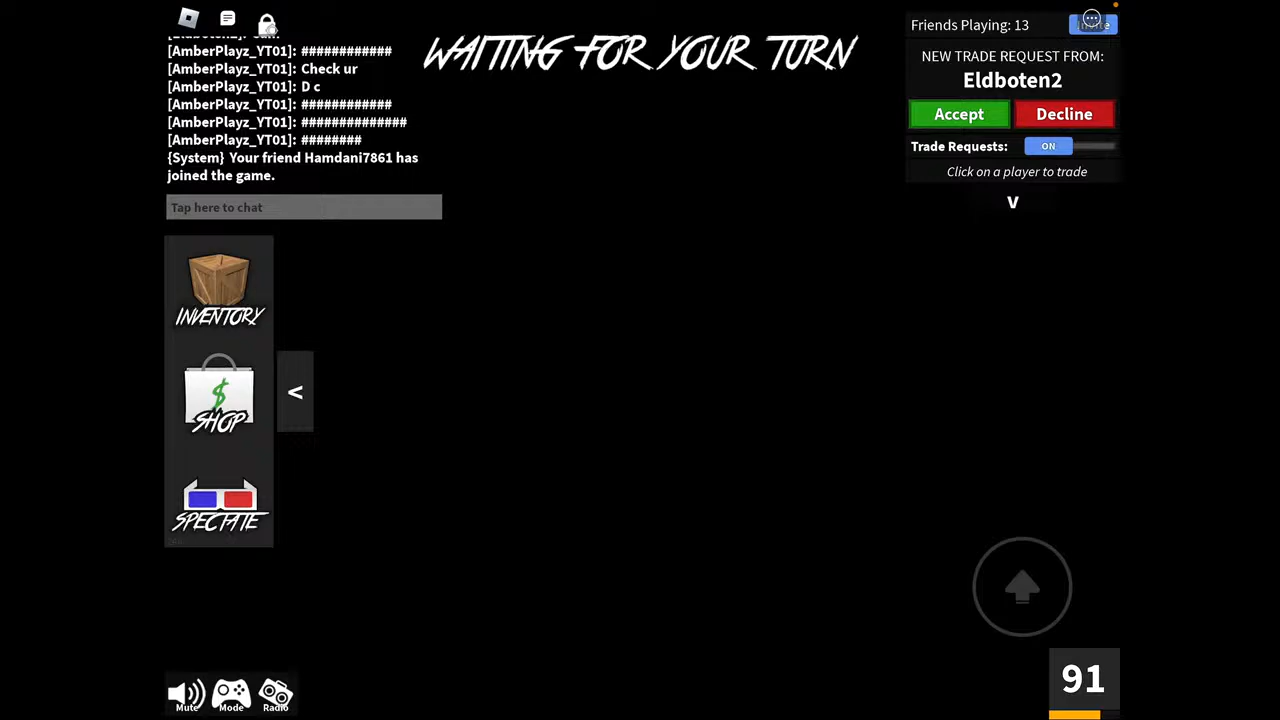 WAITING FOR YOUR TURN
[AmberPlayz_YT01]: ############
[AmberPlayz_YT01]: Check ur
[AmberPlayz_YT01]: D c
[AmberPlayz_YT01]: ############
[AmberPlayz_YT01]: ##############
[AmberPlayz_YT01]: ########
{System} Your friend Hamdani7861 has
joined the game.
Tap here to chat
INVENTORY
$
SHOP
<
SPECTATE
Mute
Mode
Radio
Friends Playing: 13
Invite
NEW TRADE REQUEST FROM:
Eldboten2
Accept
Decline
Trade Requests:
ON
Click on a player to trade
v
91